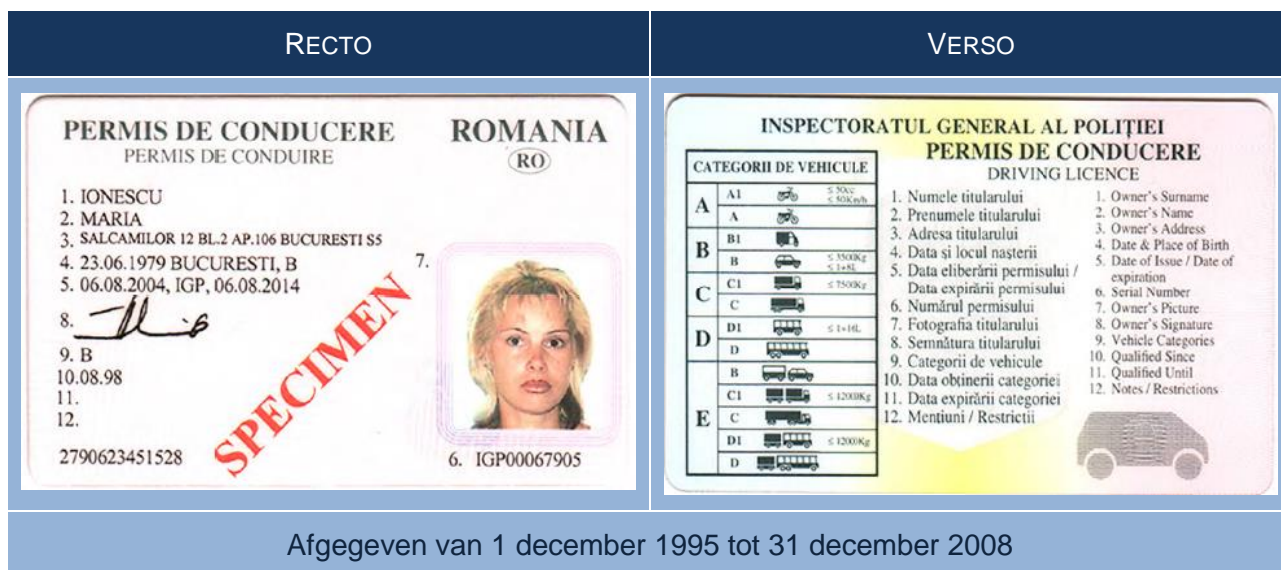 RECTO
VERSO
PERMIS DE CONDUCERE
PERMIS DE CONDUIRE
ROMANIA
RO
1. IONESCU
2. MARIA
3. SALCAMILOR 12 BL.2 AP.106 BUCURESTI S5
4. 23.06.1979 BUCURESTI, B
5. 06.08.2004, IGP, 06.08.2014
7.
8.
9. B
10.08.98
11.
12.
2790623451528
6. IGP00067905
SPECIMEN
INSPECTORATUL GENERAL AL POLIȚIEI
PERMIS DE CONDUCERE
DRIVING LICENCE
CATEGORII DE VEHICULE
A
A1 ≤ 50cc ≤ 50Km/h
A
B
B1
B ≤ 3500Kg ≤ 1+8L
C
C1 ≤ 7500Kg
C
D
D1 ≤ 1+16L
D
E
B
C1 ≤ 12000Kg
C
D1 ≤ 12000Kg
D
1. Numele titularului
2. Prenumele titularului
3. Adresa titularului
4. Data și locul nașterii
5. Data eliberării permisului /
Data expirării permisului
6. Numărul permisului
7. Fotografia titularului
8. Semnătura titularului
9. Categorii de vehicule
10. Data obținerii categoriei
11. Data expirării categoriei
12. Mențiuni / Restricții
1. Owner's Surname
2. Owner's Name
3. Owner's Address
4. Date & Place of Birth
5. Date of Issue / Date of
expiration
6. Serial Number
7. Owner's Picture
8. Owner's Signature
9. Vehicle Categories
10. Qualified Since
11. Qualified Until
12. Notes / Restrictions
Afgegeven van 1 december 1995 tot 31 december 2008